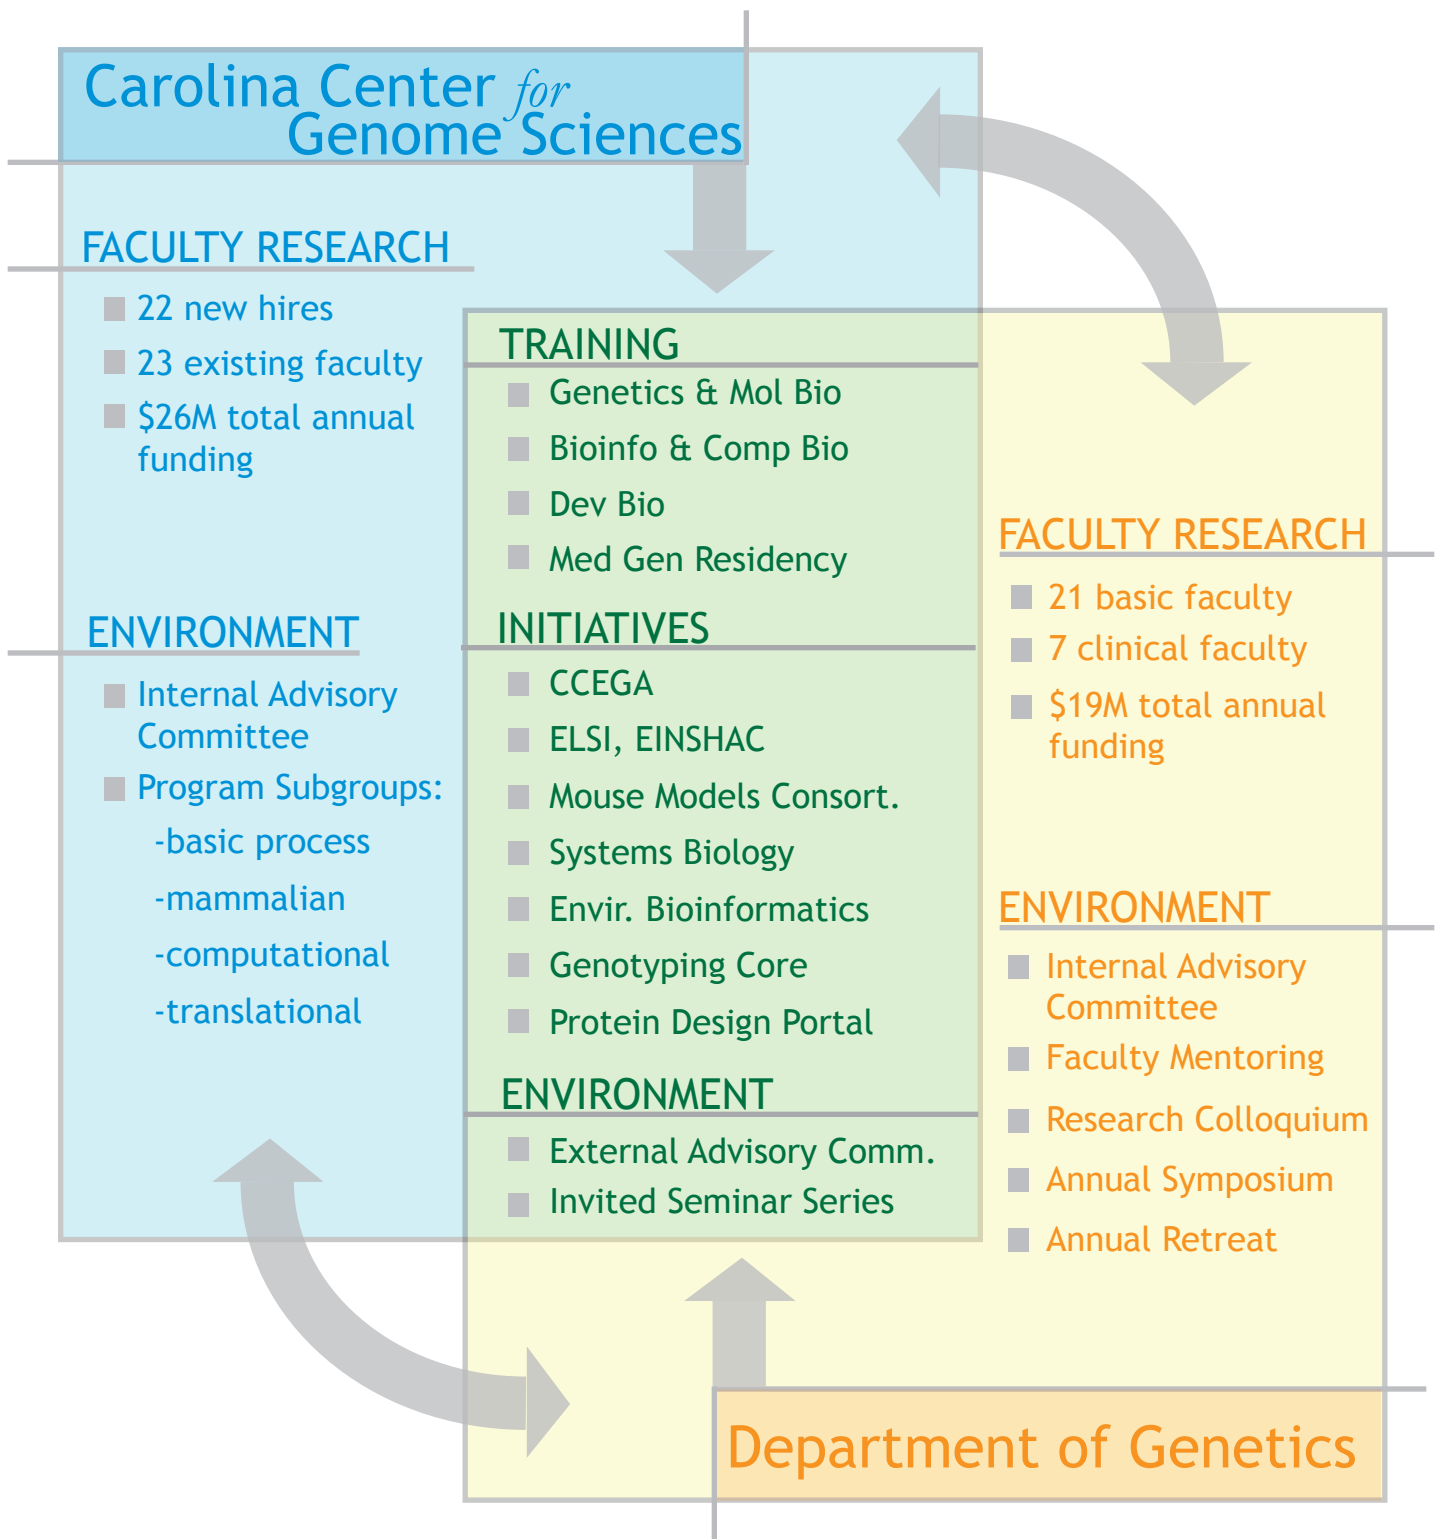 Carolina Center for
Genome Sciences
FACULTY RESEARCH
22 new hires
23 existing faculty
$26M total annual
funding
ENVIRONMENT
Internal Advisory
Committee
Program Subgroups:
-basic process
-mammalian
-computational
-translational
TRAINING
Genetics & Mol Bio
Bioinfo & Comp Bio
Dev Bio
Med Gen Residency
INITIATIVES
CCEGA
ELSI, EINSHAC
Mouse Models Consort.
Systems Biology
Envir. Bioinformatics
Genotyping Core
Protein Design Portal
ENVIRONMENT
External Advisory Comm.
Invited Seminar Series
FACULTY RESEARCH
21 basic faculty
7 clinical faculty
$19M total annual
funding
ENVIRONMENT
Internal Advisory
Committee
Faculty Mentoring
Research Colloquium
Annual Symposium
Annual Retreat
Department of Genetics